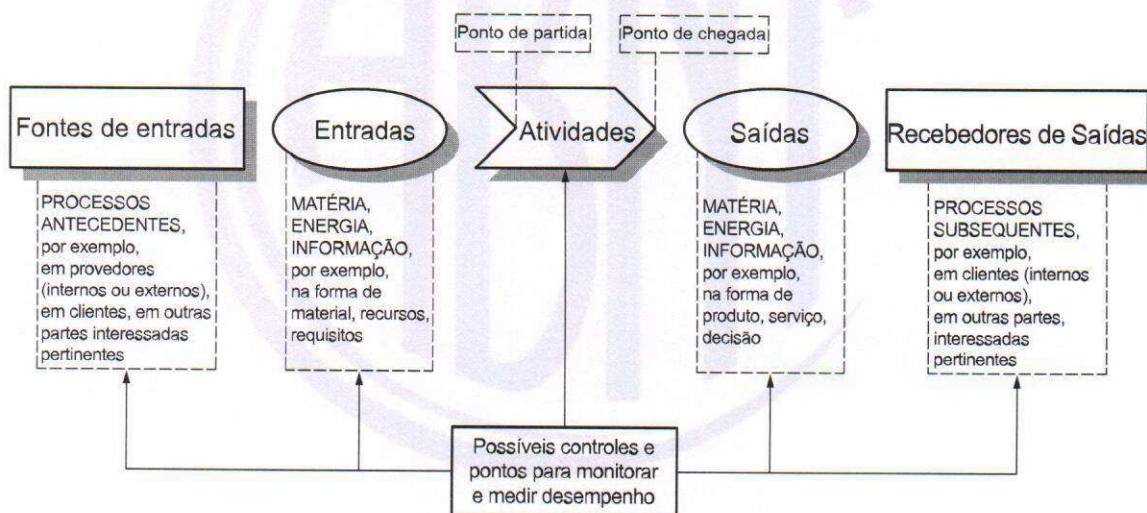 Ponto de partida
Ponto de chegada
Fontes de entradas
Entradas
Atividades
Saídas
Recebedores de Saídas
PROCESSOS
ANTECEDENTES,
por exemplo,
em provedores
(internos ou externos),
em clientes, em outras
partes interessadas
pertinentes
MATÉRIA,
ENERGIA,
INFORMAÇÃO,
por exemplo,
na forma de
material, recursos,
requisitos
MATÉRIA,
ENERGIA,
INFORMAÇÃO,
por exemplo,
na forma de
produto, serviço,
decisão
PROCESSOS
SUBSEQUENTES,
por exemplo,
em clientes (internos
ou externos),
em outras partes,
interessadas
pertinentes
Possíveis controles e
pontos para monitorar
e medir desempenho
ABNT